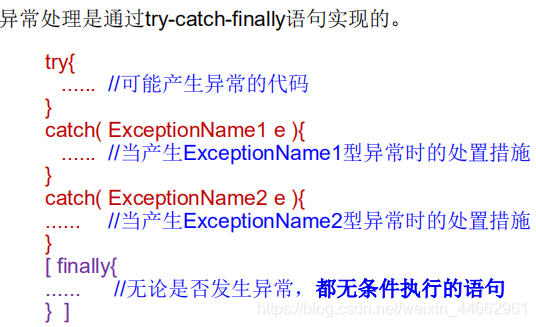 异常处理是通过try-catch-finally语句实现的。
try{
...... //可能产生异常的代码
}
catch( ExceptionName1 e ){
...... //当产生ExceptionName1型异常时的处置措施
}
catch( ExceptionName2 e ){
...... //当产生ExceptionName2型异常时的处置措施
}
[ finally{
...... //无论是否发生异常，都无条件执行的语句
} ]
https://blog.csdn.net/weixin_44662961